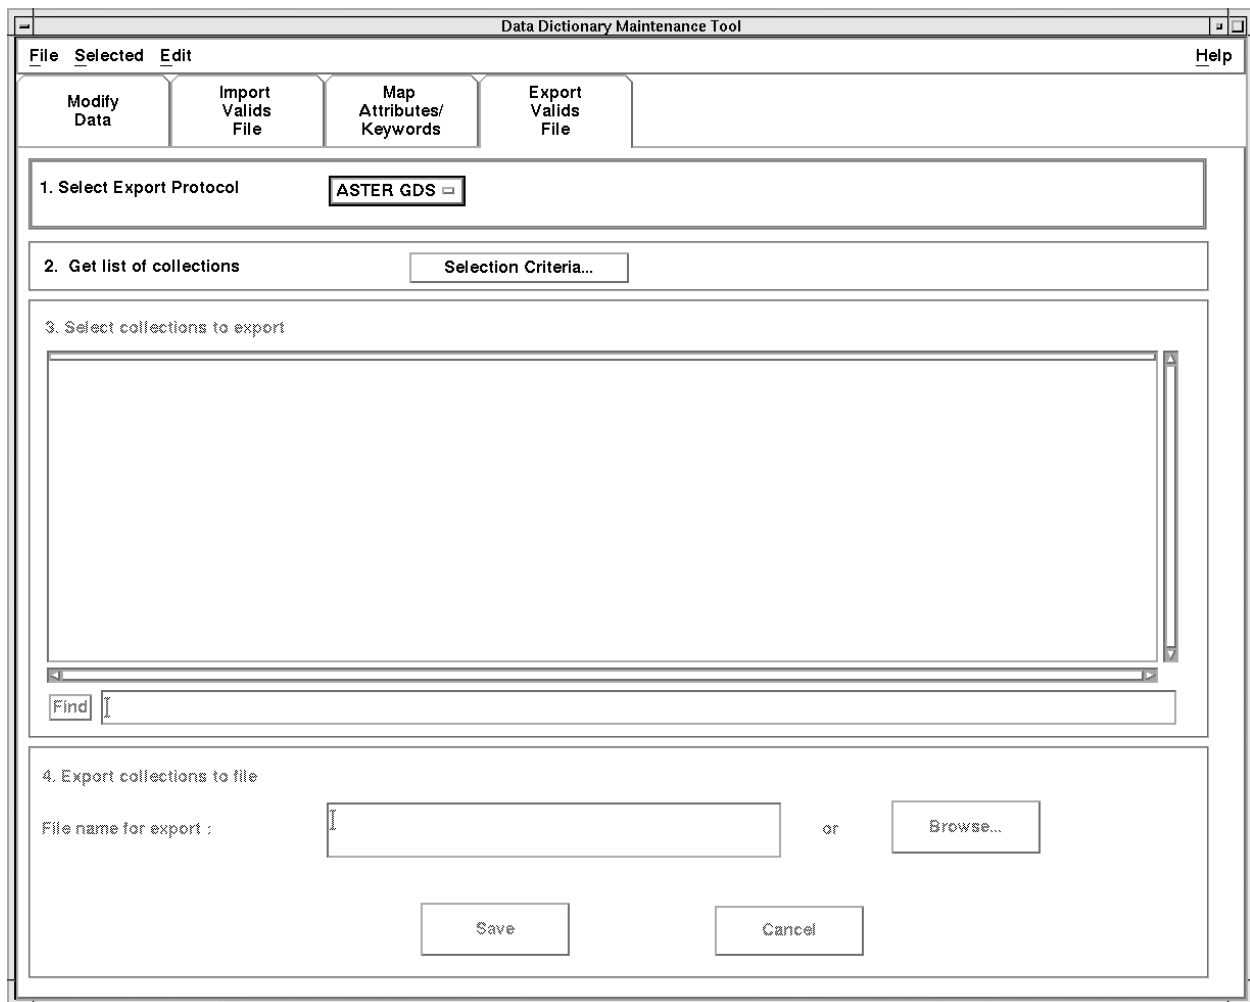 Data Dictionary Maintenance Tool
File Selected Edit Help
Modify
Data
Import
Valids
File
Map
Attributes/
Keywords
Export
Valids
File
1. Select Export Protocol ASTER GDS
2. Get list of collections Selection Criteria...
3. Select collections to export
Find
4. Export collections to file
File name for export : or Browse...
Save Cancel